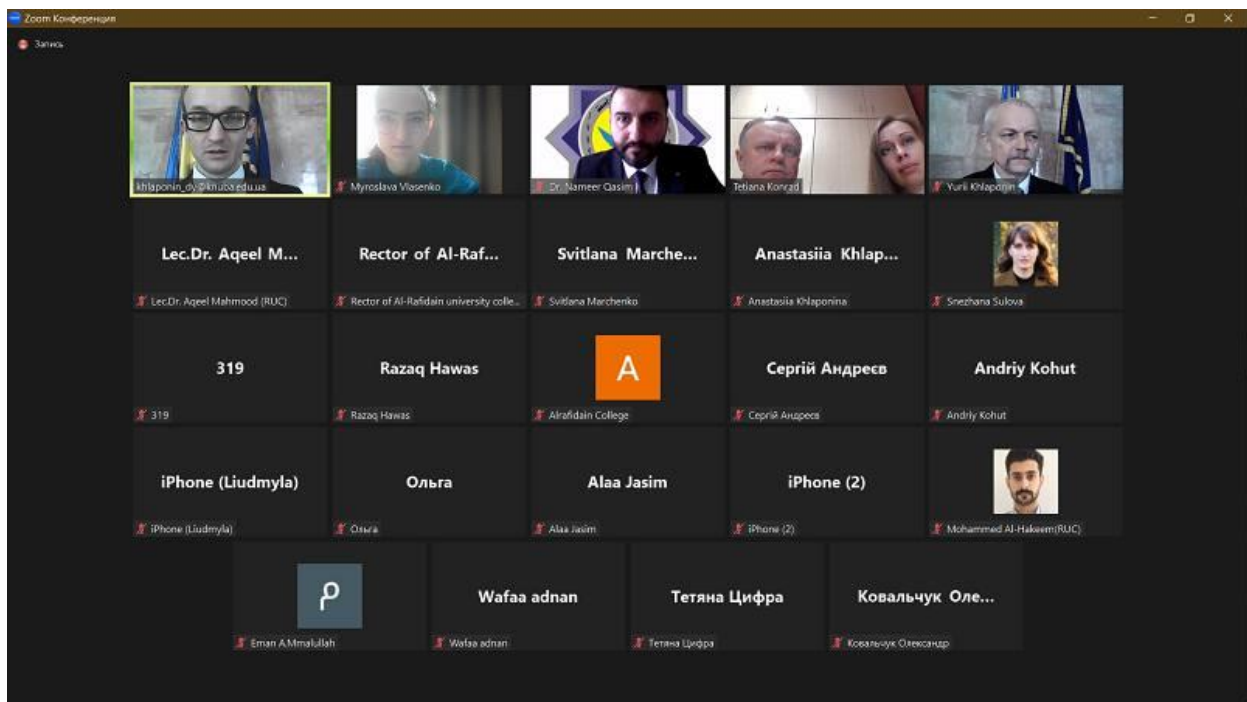 Zoom Конференция
Запись
khlaponin_dy@knuba.edu.ua
Myroslava Vlasenko
Dr. Nameer Qasim
Tetiana Konrad
Yurii Khlaponin
Lec.Dr. Aqeel M...
Rector of Al-Raf...
Svitlana Marche...
Anastasiia Khlap...
Lec.Dr. Aqeel Mahmood (RUC)
Rector of Al-Rafidain university colle...
Svitlana Marchenko
Anastasiia Khlaponina
Snezhana Sulova
319
Razaq Hawas
A
Сергій Андреєв
Andriy Kohut
319
Razaq Hawas
Alrafidain College
Сергій Андреєв
Andriy Kohut
iPhone (Liudmyla)
Ольга
Alaa Jasim
iPhone (2)
iPhone (Liudmyla)
Ольга
Alaa Jasim
iPhone (2)
Mohammed Al-Hakeem(RUC)
Wafaa adnan
Тетяна Цифра
Ковальчук Оле...
Eman A.Mmalullah
Wafaa adnan
Тетяна Цифра
Ковальчук Олександр